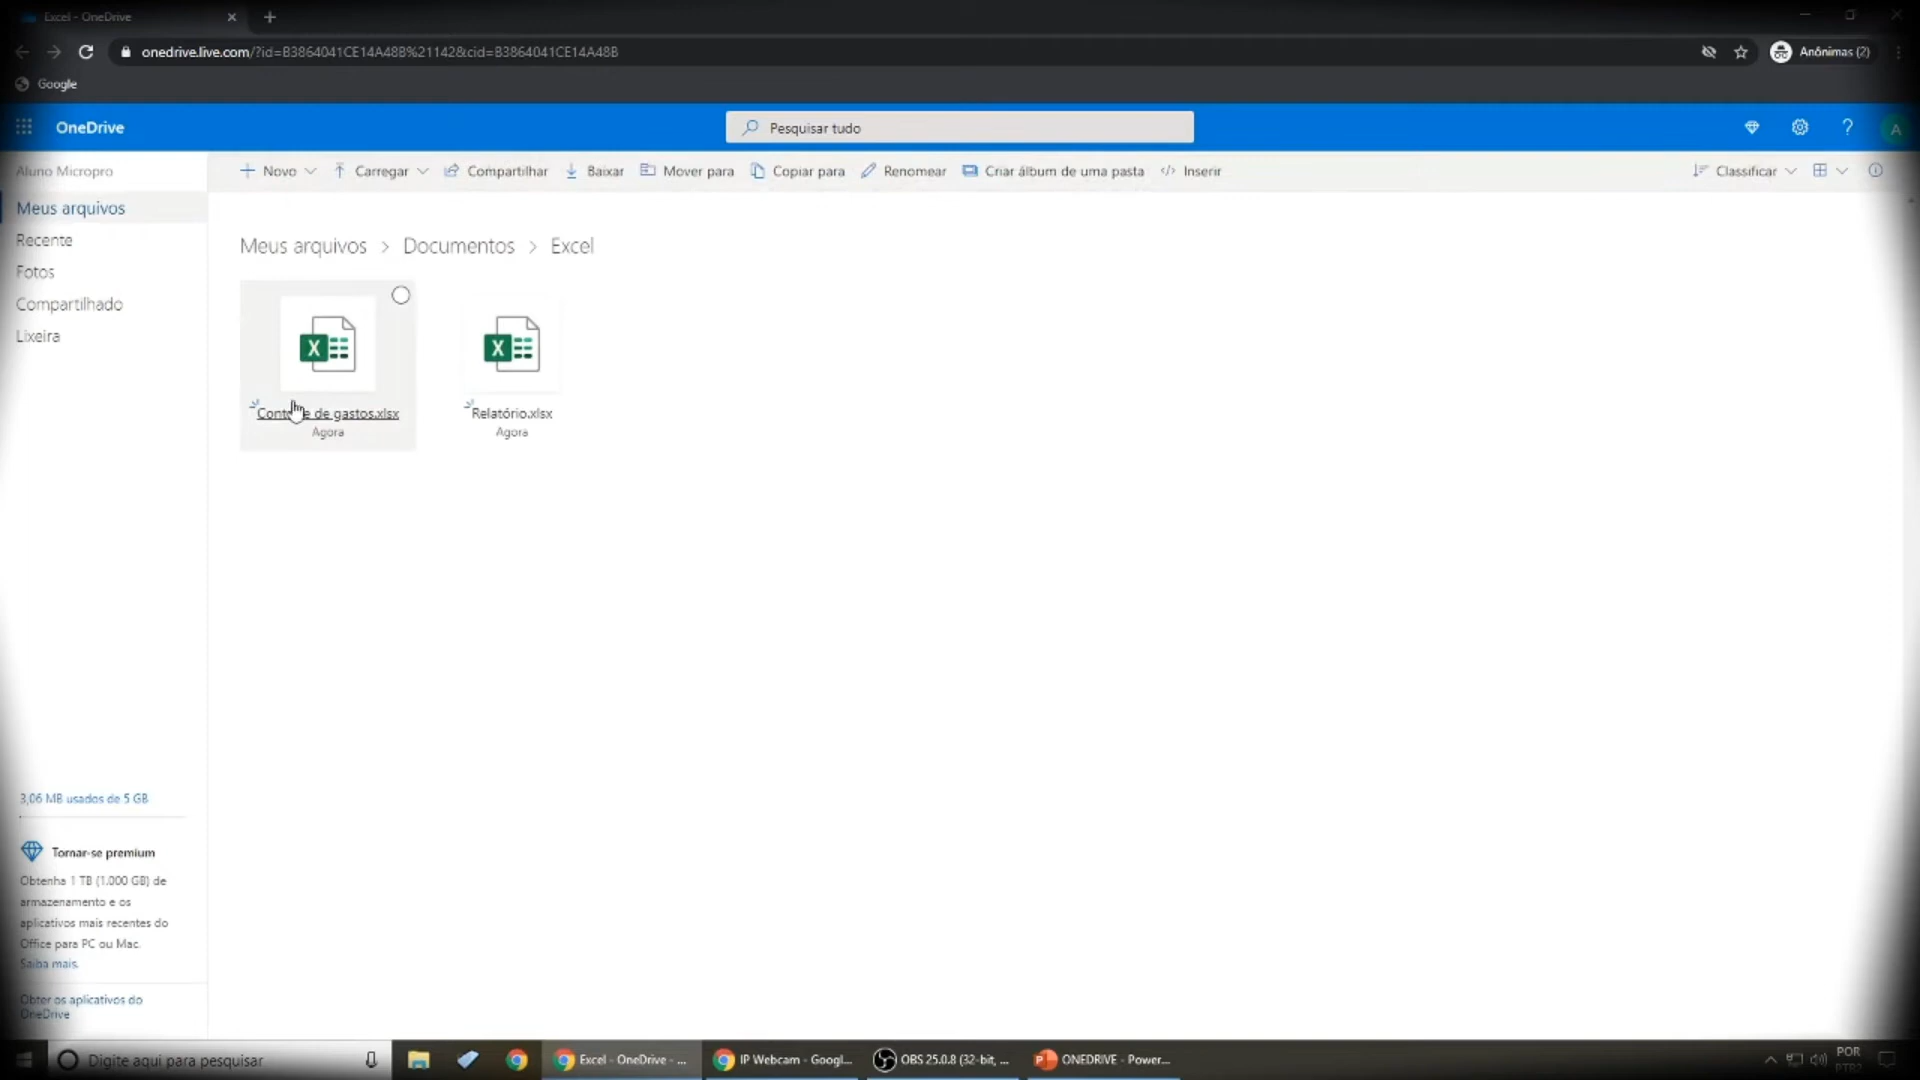 Excel - OneDrive
onedrive.live.com/?id=B3864041CE14A48B%21142&cid=B3864041CE14A48B
Anônimas (2)
Google
OneDrive
Pesquisar tudo
A
Aluno Micropro
Novo
Carregar
Compartilhar
Baixar
Mover para
Copiar para
Renomear
Criar álbum de uma pasta
Inserir
Classificar
Meus arquivos
Recente
Fotos
Compartilhado
Lixeira
Meus arquivos > Documentos > Excel
de gastos.xlsx
Agora
Relatório.xlsx
Agora
3,06 MB usados de 5 GB
Tornar-se premium
Obtenha 1 TB (1.000 GB) de
armazenamento e os
aplicativos mais recentes do
Office para PC ou Mac.
Saiba mais.
Obter os aplicativos do
OneDrive
Digite aqui para pesquisar
Excel - OneDrive - ...
IP Webcam - Googl...
OBS 25.0.8 (32-bit, ...
ONEDRIVE - Power...
POR
PTB2